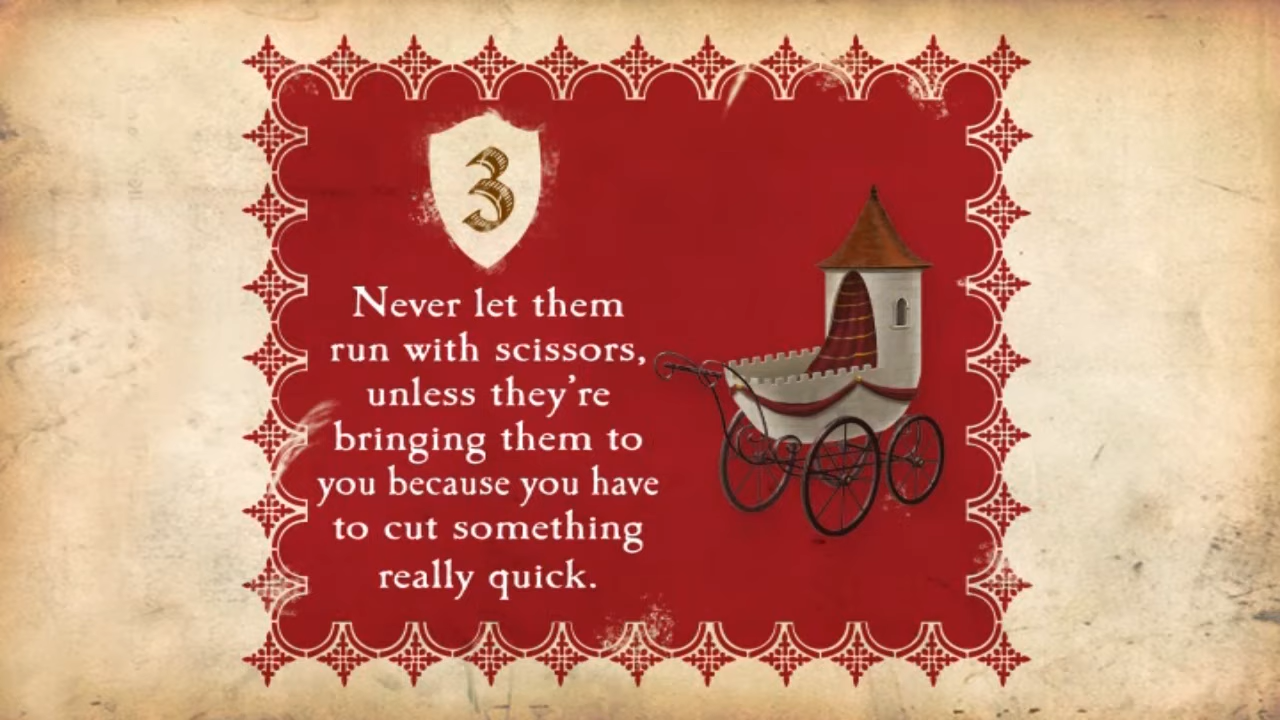 3
Never let them
run with scissors,
unless they're
bringing them to
you because you have
to cut something
really quick.